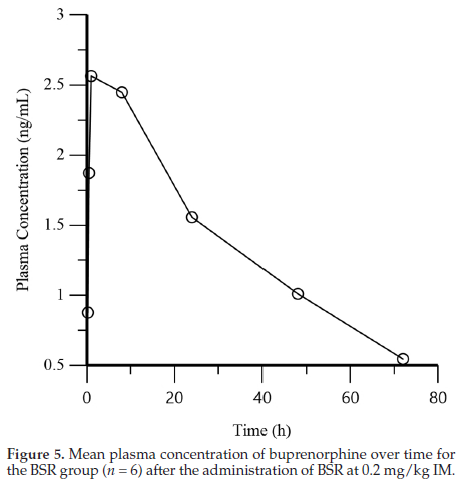 3
2.5
2
1.5
1
0.5
Plasma Concentration (ng/mL)
0 20 40 60 80
Time (h)
Figure 5. Mean plasma concentration of buprenorphine over time for
the BSR group (n = 6) after the administration of BSR at 0.2 mg/kg IM.